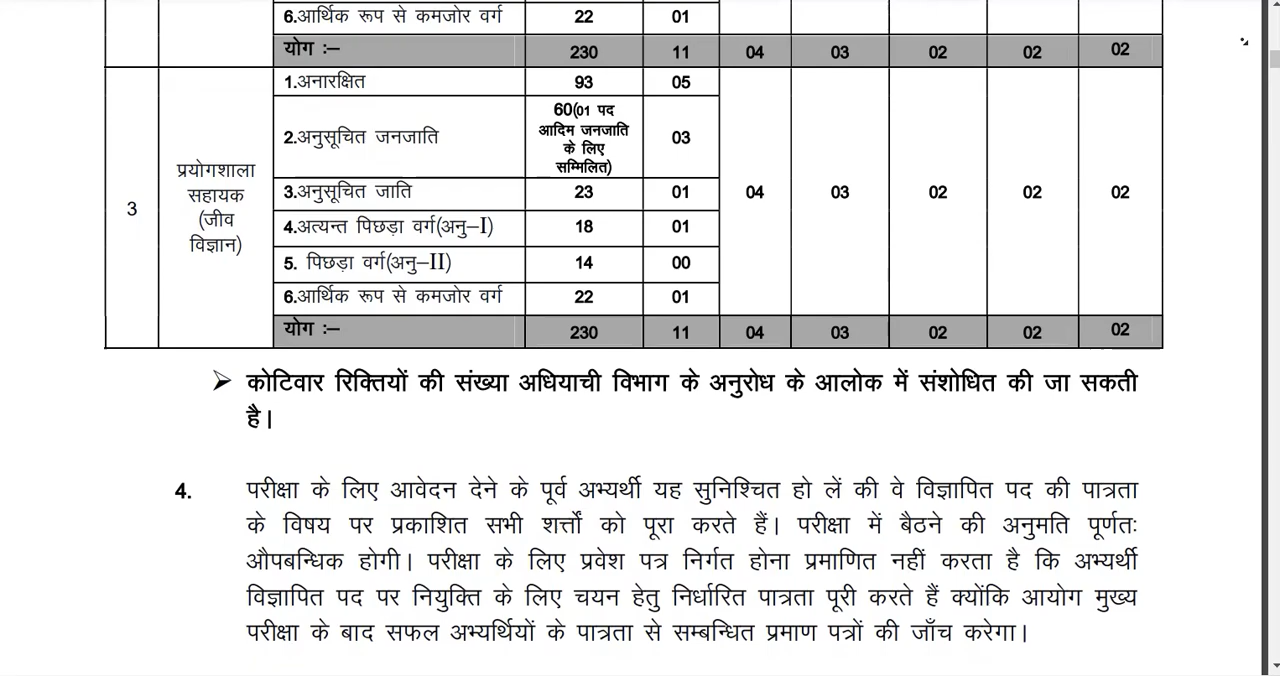 6.आर्थिक रूप से कमजोर वर्ग 22 01
योग :– 230 11 04 03 02 02 02
1.अनारक्षित 93 05
2.अनुसूचित जनजाति 60(01 पद आदिम जनजाति के लिए सम्मिलित) 03
3 प्रयोगशाला सहायक (जीव विज्ञान) 3.अनुसूचित जाति 23 01 04 03 02 02 02
4.अत्यन्त पिछड़ा वर्ग(अनु–I) 18 01
5. पिछड़ा वर्ग(अनु–II) 14 00
6.आर्थिक रूप से कमजोर वर्ग 22 01
योग :– 230 11 04 03 02 02 02
➢ कोटिवार रिक्तियों की संख्या अधियाची विभाग के अनुरोध के आलोक में संशोधित की जा सकती
है।
4. परीक्षा के लिए आवेदन देने के पूर्व अभ्यर्थी यह सुनिश्चित हो लें की वे विज्ञापित पद की पात्रता
के विषय पर प्रकाशित सभी शर्त्तों को पूरा करते हैं। परीक्षा में बैठने की अनुमति पूर्णतः
औपबन्धिक होगी। परीक्षा के लिए प्रवेश पत्र निर्गत होना प्रमाणित नहीं करता है कि अभ्यर्थी
विज्ञापित पद पर नियुक्ति के लिए चयन हेतु निर्धारित पात्रता पूरी करते हैं क्योंकि आयोग मुख्य
परीक्षा के बाद सफल अभ्यर्थियों के पात्रता से सम्बन्धित प्रमाण पत्रों की जाँच करेगा।